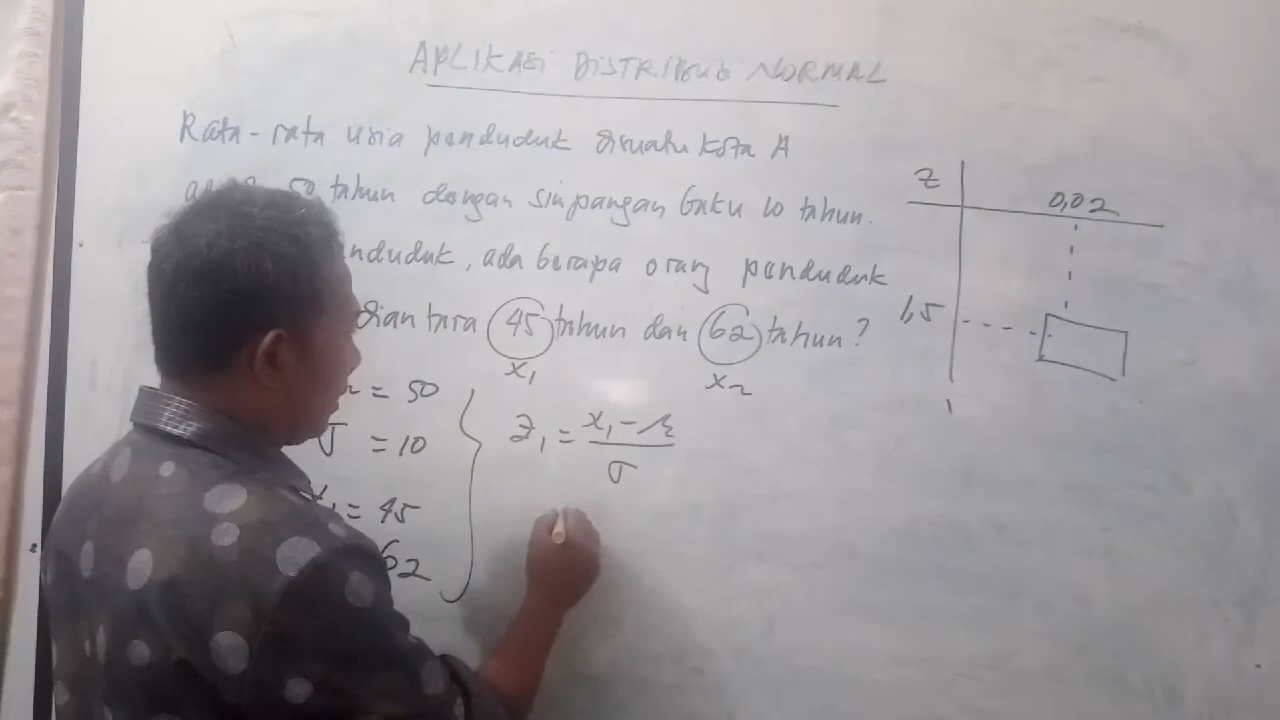 APLIKASI DISTRIBUSI NORMAL
Rata-rata usia penduduk disuatu kota A
50 tahun dengan simpangan baku 10 tahun.
penduduk, ada berapa orang penduduk
diantara 45 tahun dan 62 tahun?
x₁ x₂
= 50
σ = 10
x₁ = 45
62
z₁ = x₁ - μ / σ
z 0,02
1,5